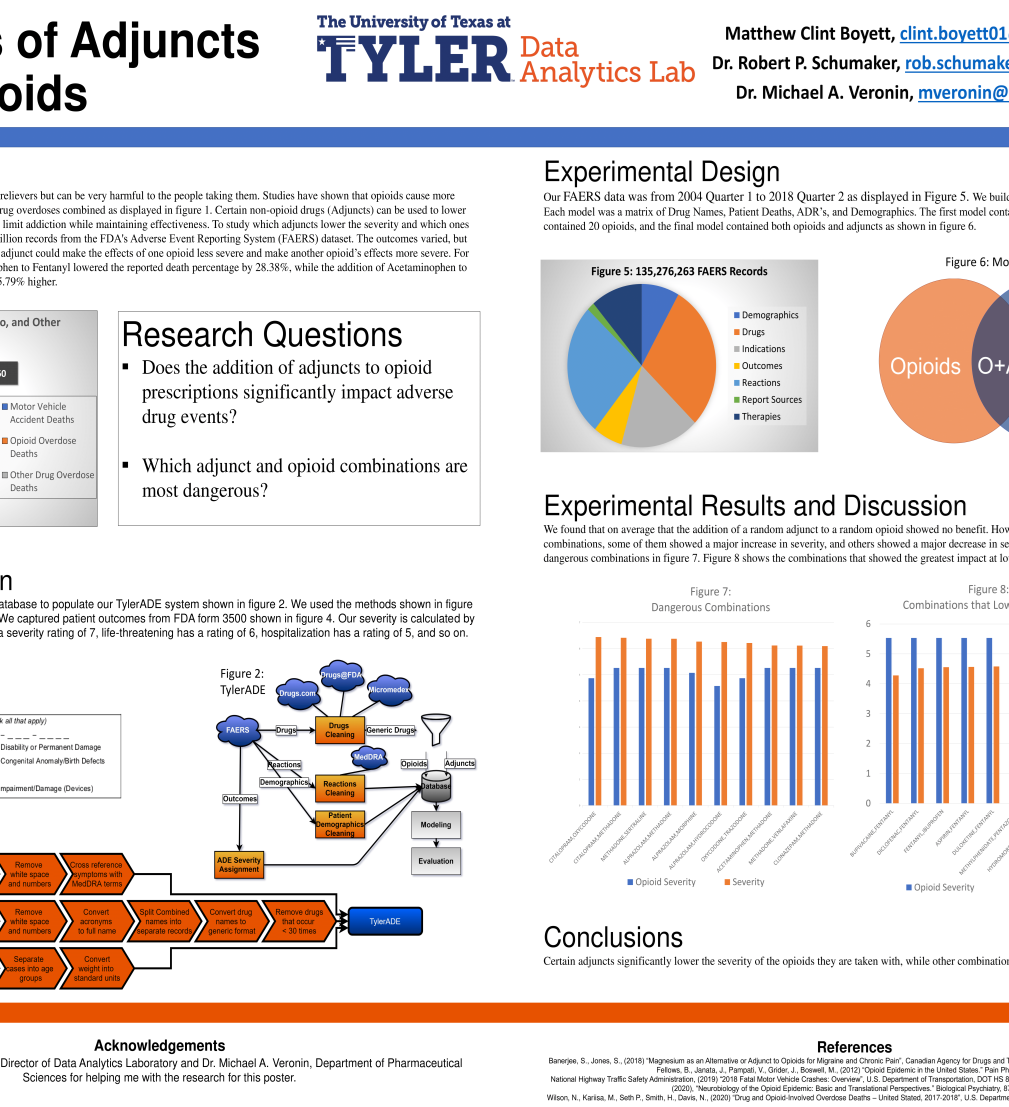 s of Adjuncts
oids
The University of Texas at
TYLER Data
Analytics Lab
Matthew Clint Boyett, clint.boyett01
Dr. Robert P. Schumaker, rob.schumake
Dr. Michael A. Veronin, mveronin@
relievers but can be very harmful to the people taking them. Studies have shown that opioids cause more
rug overdoses combined as displayed in figure 1. Certain non-opioid drugs (Adjuncts) can be used to lower
limit addiction while maintaining effectiveness. To study which adjuncts lower the severity and which ones
illion records from the FDA's Adverse Event Reporting System (FAERS) dataset. The outcomes varied, but
adjunct could make the effects of one opioid less severe and make another opioid's effects more severe. For
phen to Fentanyl lowered the reported death percentage by 28.38%, while the addition of Acetaminophen to
5.79% higher.
o, and Other
60
Motor Vehicle
Accident Deaths
Opioid Overdose
Deaths
Other Drug Overdose
Deaths
Research Questions
▪ Does the addition of adjuncts to opioid
prescriptions significantly impact adverse
drug events?
▪ Which adjunct and opioid combinations are
most dangerous?
n
atabase to populate our TylerADE system shown in figure 2. We used the methods shown in figure
We captured patient outcomes from FDA form 3500 shown in figure 4. Our severity is calculated by
a severity rating of 7, life-threatening has a rating of 6, hospitalization has a rating of 5, and so on.
Figure 2:
TylerADE
Drugs@FDA
Drugs.com
Micromedex
FAERS
Drugs
Drugs
Cleaning
Generic Drugs
MedDRA
Reactions
Opioids
Adjuncts
Demographics
Reactions
Cleaning
Database
Outcomes
Patient
Demographics
Cleaning
Modeling
ADE Severity
Assignment
Evaluation
k all that apply)
Disability or Permanent Damage
Congenital Anomaly/Birth Defects
mpairment/Damage (Devices)
Remove
white space
and numbers
Cross reference
symptoms with
MedDRA terms
Remove
white space
and numbers
Convert
acronyms
to full name
Split Combined
names into
separate records
Convert drug
names to
generic format
Remove drugs
that occur
< 30 times
TylerADE
Separate
cases into age
groups
Convert
weight into
standard units
Experimental Design
Our FAERS data was from 2004 Quarter 1 to 2018 Quarter 2 as displayed in Figure 5. We build
Each model was a matrix of Drug Names, Patient Deaths, ADR's, and Demographics. The first model conta
contained 20 opioids, and the final model contained both opioids and adjuncts as shown in figure 6.
Figure 5: 135,276,263 FAERS Records
Demographics
Drugs
Indications
Outcomes
Reactions
Report Sources
Therapies
Figure 6: Mo
Opioids
O+A
Experimental Results and Discussion
We found that on average that the addition of a random adjunct to a random opioid showed no benefit. How
combinations, some of them showed a major increase in severity, and others showed a major decrease in se
dangerous combinations in figure 7. Figure 8 shows the combinations that showed the greatest impact at lo
Figure 7:
Dangerous Combinations
CITALOPRAM,OXYCODONE
CITALOPRAM,METHADONE
METHADONE,SERTRALINE
ALPRAZOLAM,METHADONE
ALPRAZOLAM,MORPHINE
ALPRAZOLAM,HYDROCODONE
OXYCODONE,TRAZODONE
ACETAMINOPHEN,METHADONE
METHADONE,VENLAFAXINE
CLONAZEPAM,METHADONE
Opioid Severity
Severity
Figure 8:
Combinations that Low
6
5
4
3
2
1
0
BUPIVACAINE,FENTANYL
DICLOFENAC,FENTANYL
FENTANYL,IBUPROFEN
ASPIRIN,FENTANYL
DULOXETINE,FENTANYL
METHYLPHENIDATE,FENTA
HYDROMO
Opioid Severity
Conclusions
Certain adjuncts significantly lower the severity of the opioids they are taken with, while other combination
Acknowledgements
Director of Data Analytics Laboratory and Dr. Michael A. Veronin, Department of Pharmaceutical
Sciences for helping me with the research for this poster.
References
Banerjee, S., Jones, S., (2018) "Magnesium as an Alternative or Adjunct to Opioids for Migraine and Chronic Pain", Canadian Agency for Drugs and T
Fellows, B., Janata, J., Pampati, V., Grider, J., Boswell, M., (2012) "Opioid Epidemic in the United States." Pain Ph
National Highway Traffic Safety Administration, (2019) "2018 Fatal Motor Vehicle Crashes: Overview", U.S. Department of Transportation, DOT HS 8
(2020), "Neurobiology of the Opioid Epidemic: Basic and Translational Perspectives." Biological Psychiatry, 87
Wilson, N., Kariisa, M., Seth P., Smith, H., Davis, N., (2020) "Drug and Opioid-Involved Overdose Deaths – United Stated, 2017-2018", U.S. Departme